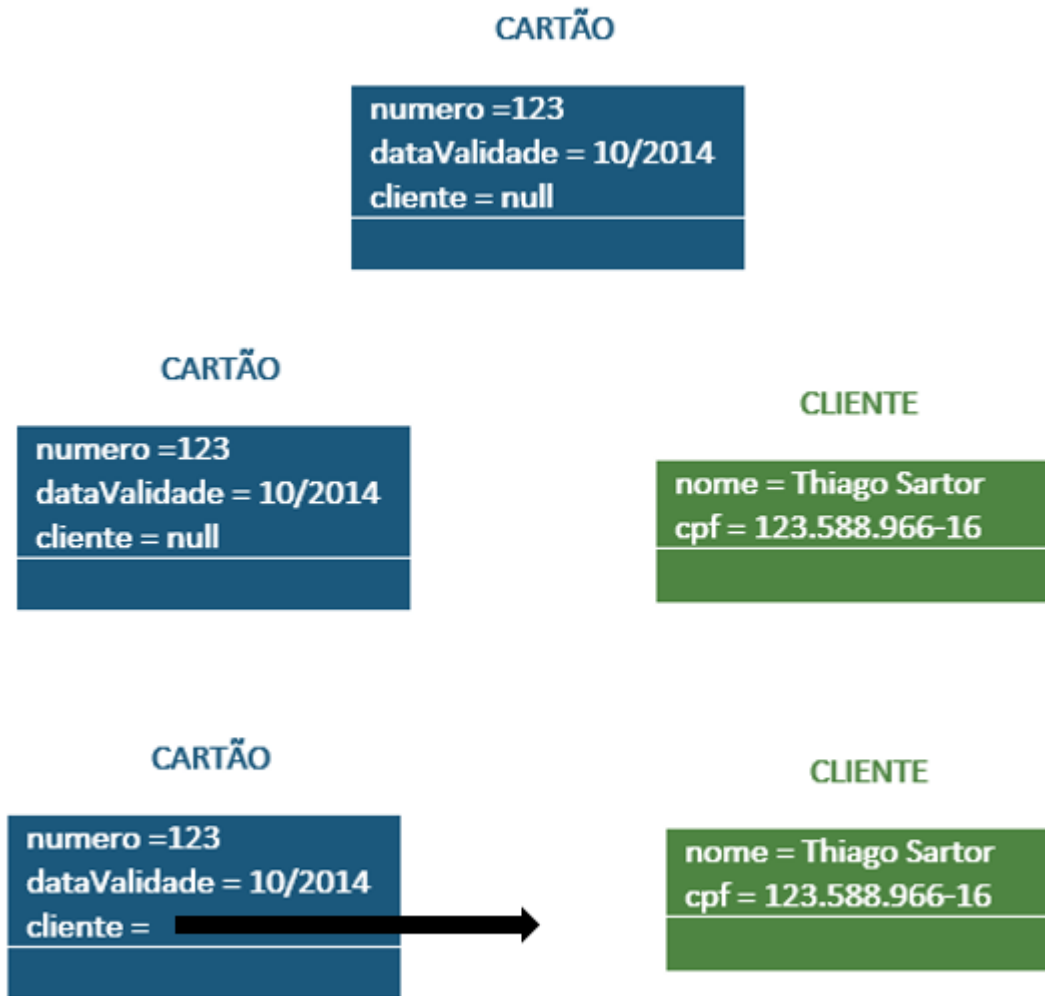 CARTÃO
numero =123
dataValidade = 10/2014
cliente = null
CARTÃO
numero =123
dataValidade = 10/2014
cliente = null
CLIENTE
nome = Thiago Sartor
cpf = 123.588.966-16
CARTÃO
numero =123
dataValidade = 10/2014
cliente =
CLIENTE
nome = Thiago Sartor
cpf = 123.588.966-16